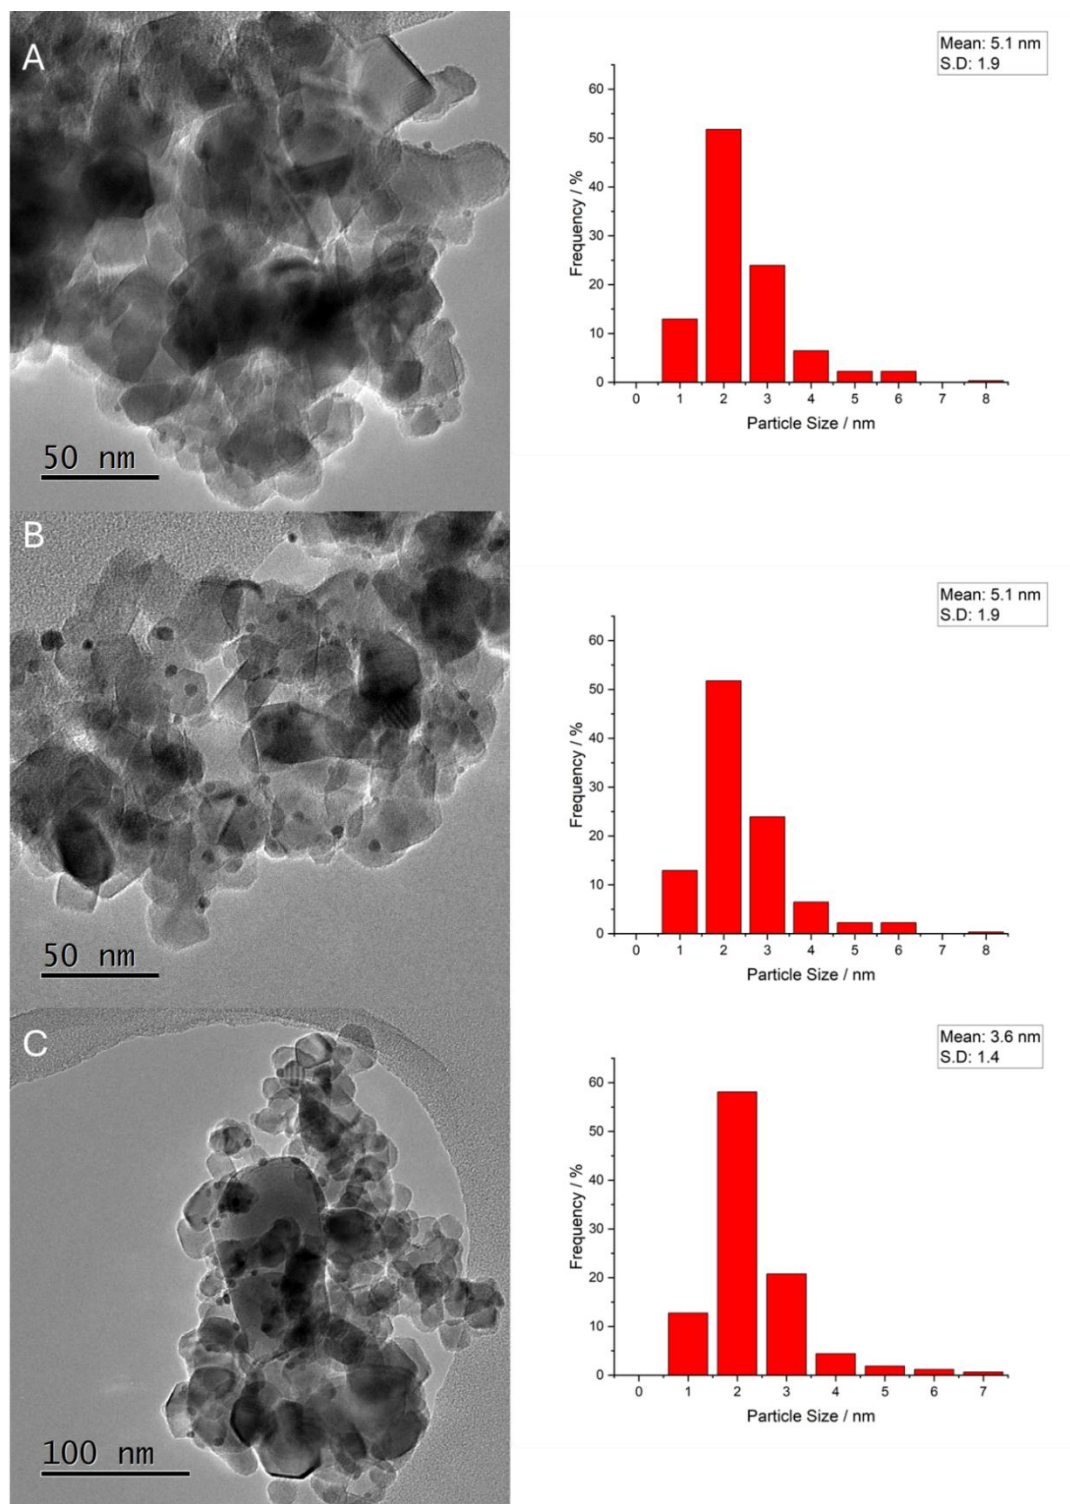 A
50 nm
Mean: 5.1 nm
S.D: 1.9
Frequency / %
60
50
40
30
20
10
0
0 1 2 3 4 5 6 7 8
Particle Size / nm
B
50 nm
Mean: 5.1 nm
S.D: 1.9
Frequency / %
60
50
40
30
20
10
0
0 1 2 3 4 5 6 7 8
Particle Size / nm
C
100 nm
Mean: 3.6 nm
S.D: 1.4
Frequency / %
60
50
40
30
20
10
0
0 1 2 3 4 5 6 7
Particle Size / nm